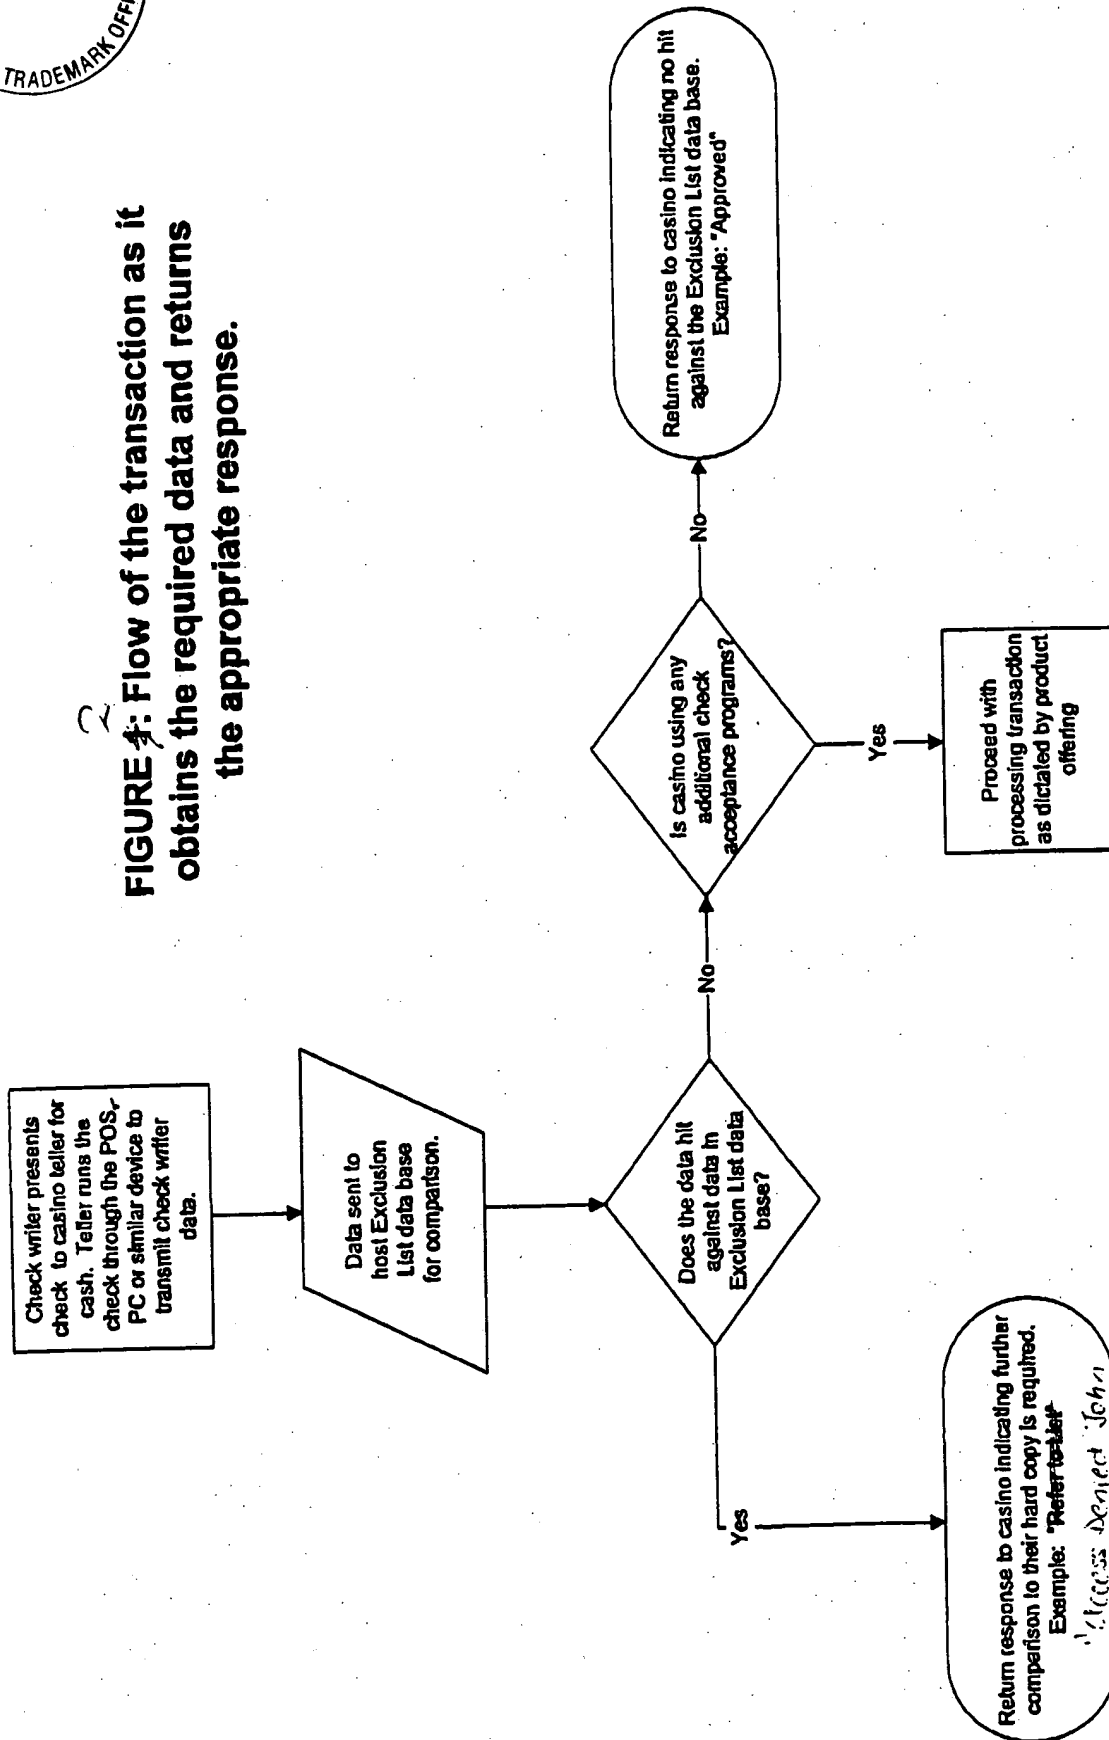 TRADEMARK OFF
2
FIGURE 1: Flow of the transaction as it
obtains the required data and returns
the appropriate response.
Check writer presents
check to casino teller for
cash. Teller runs the
check through the POS,
PC or similar device to
transmit check writer
data.
Data sent to
host Exclusion
List data base
for comparison.
Does the data hit
against data in
Exclusion List data
base?
No
Is casino using any
additional check
acceptance programs?
No
Return response to casino indicating no hit
against the Exclusion List data base.
Example: "Approved"
Yes
Proceed with
processing transaction
as dictated by product
offering
Yes
Return response to casino indicating further
comparison to their hard copy is required.
Example: "Refer to List"
"Access Denied John